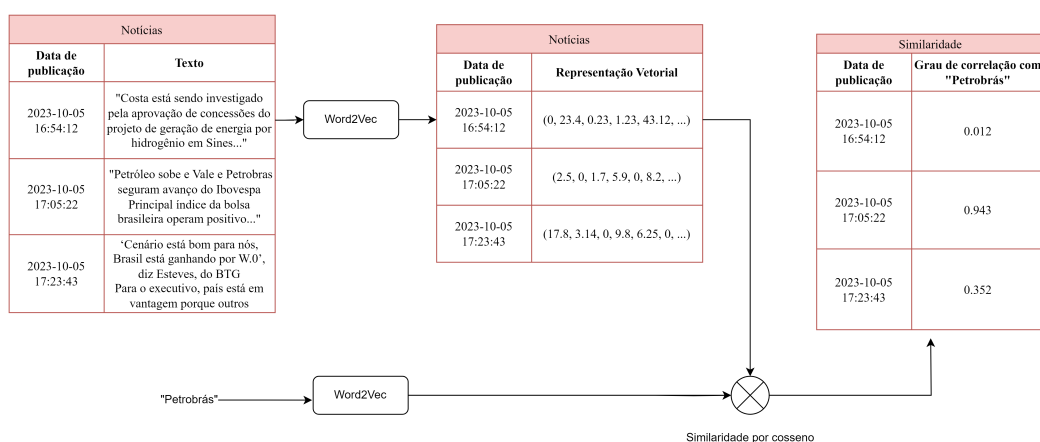 Notícias
Data de
publicação
Texto
2023-10-05
16:54:12
"Costa está sendo investigado
pela aprovação de concessões do
projeto de geração de energia por
hidrogênio em Sines..."
2023-10-05
17:05:22
"Petróleo sobe e Vale e Petrobras
seguram avanço do Ibovespa
Principal índice da bolsa
brasileira operam positivo..."
2023-10-05
17:23:43
‘Cenário está bom para nós,
Brasil está ganhando por W.0’,
diz Esteves, do BTG
Para o executivo, país está em
vantagem porque outros
Word2Vec
Notícias
Data de
publicação
Representação Vetorial
2023-10-05
16:54:12
(0, 23.4, 0.23, 1.23, 43.12, ...)
2023-10-05
17:05:22
(2.5, 0, 1.7, 5.9, 0, 8.2, ...)
2023-10-05
17:23:43
(17.8, 3.14, 0, 9.8, 6.25, 0, ...)
Similaridade
Data de
publicação
Grau de correlação com
"Petrobrás"
2023-10-05
16:54:12
0.012
2023-10-05
17:05:22
0.943
2023-10-05
17:23:43
0.352
"Petrobrás"
Word2Vec
Similaridade por cosseno